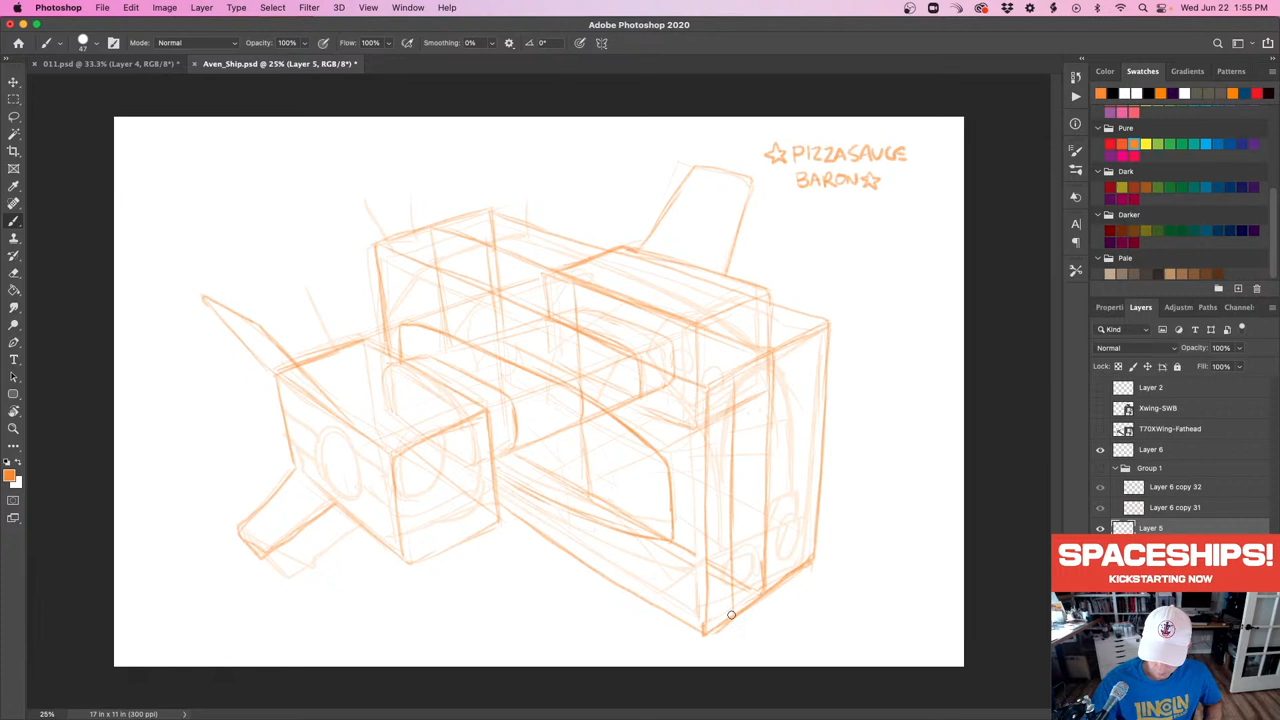 Photoshop File Edit Image Layer Type Select Filter 3D View Window Help Wed Jun 22 1:55 PM
Adobe Photoshop 2020
47 Mode: Normal Opacity: 100% Flow: 100% Smoothing: 0% 0°
011.psd @ 33.3% (Layer 4, RGB/8*) * Aven_Ship.psd @ 25% (Layer 5, RGB/8*) *
Color Swatches Gradients Patterns
Pure
Dark
Darker
Pale
Properti Layers Adjustm Paths Channel
Kind
Normal Opacity: 100%
Lock: Fill: 100%
Layer 2
Xwing-SWB
T70XWing-Fathead
Layer 6
Group 1
Layer 6 copy 32
Layer 6 copy 31
Layer 5
☆PIZZASAUCE
BARON☆
SPACESHIPS!
KICKSTARTING NOW
LINCOLN
25% 17 in x 11 in (300 ppi)